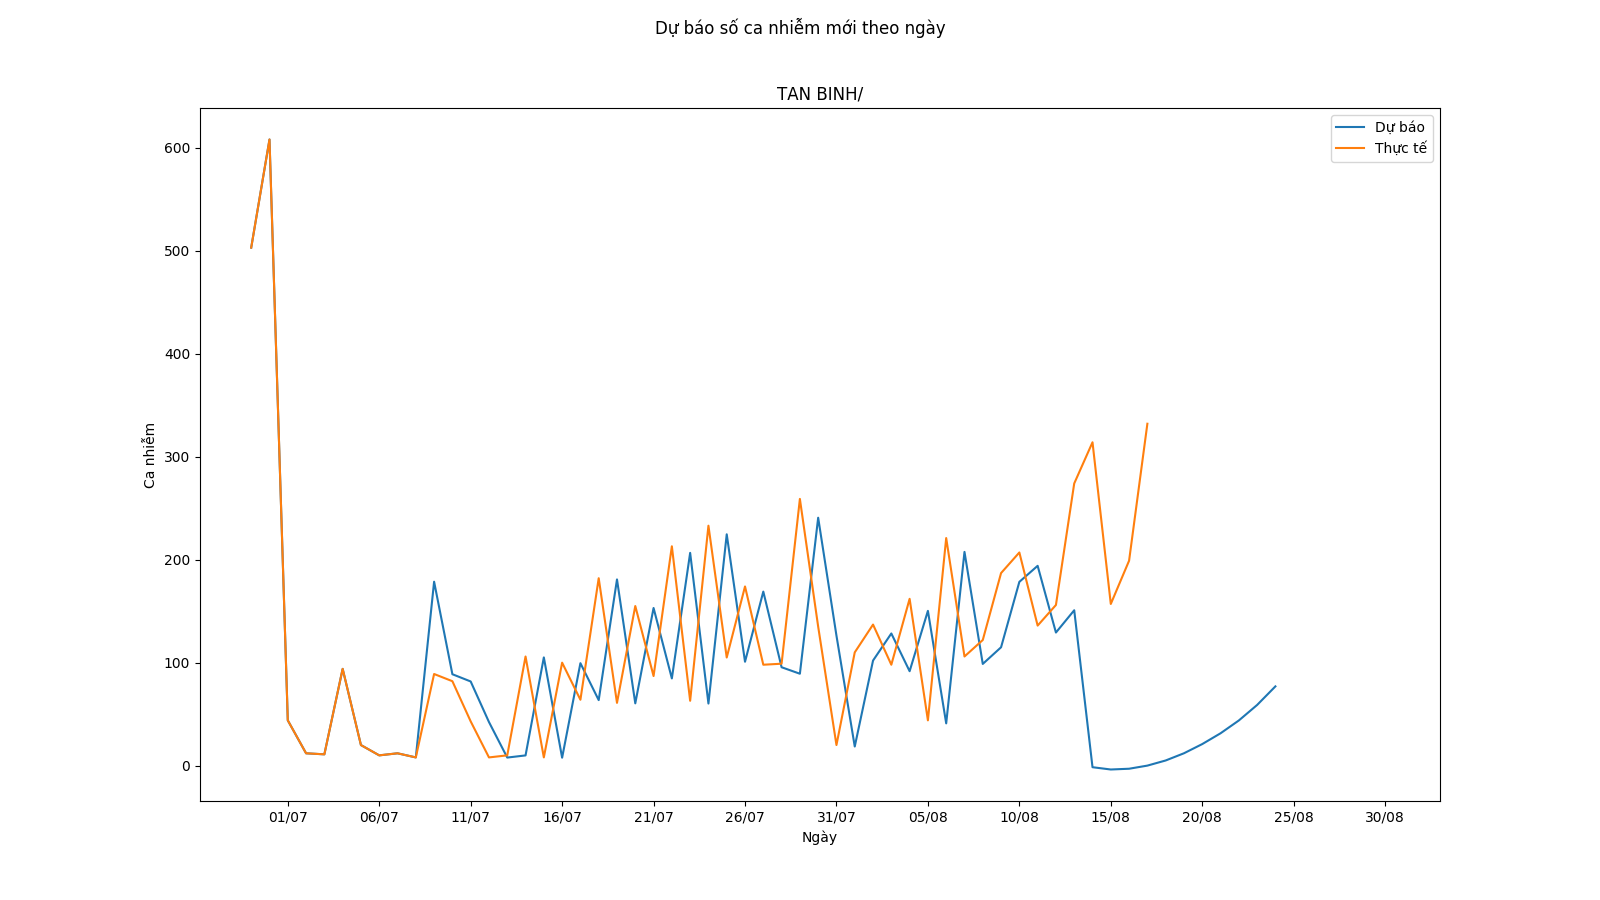 Dự báo số ca nhiễm mới theo ngày
TAN BINH/
Dự báo
Thực tế
600
500
400
300
200
100
0
Ca nhiễm
01/07 06/07 11/07 16/07 21/07 26/07 31/07 05/08 10/08 15/08 20/08 25/08 30/08
Ngày